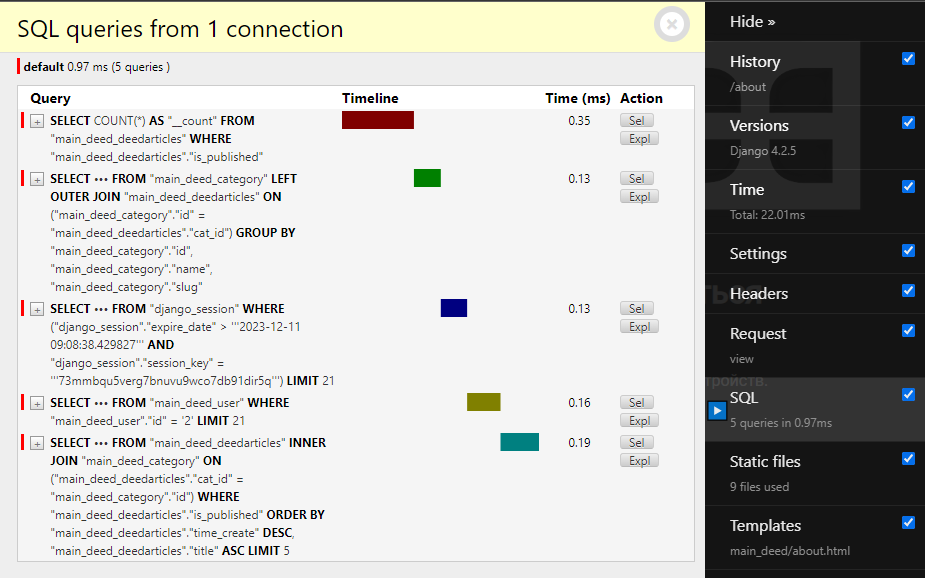 SQL queries from 1 connection
default 0.97 ms (5 queries )
Query Timeline Time (ms) Action
+ SELECT COUNT(*) AS "__count" FROM 0.35 Sel
"main_deed_deedarticles" WHERE Expl
"main_deed_deedarticles"."is_published"
+ SELECT ••• FROM "main_deed_category" LEFT 0.13 Sel
OUTER JOIN "main_deed_deedarticles" ON Expl
("main_deed_category"."id" =
"main_deed_deedarticles"."cat_id") GROUP BY
"main_deed_category"."id",
"main_deed_category"."name",
"main_deed_category"."slug"
+ SELECT ••• FROM "django_session" WHERE 0.13 Sel
("django_session"."expire_date" > '''2023-12-11 Expl
09:08:38.429827''' AND
"django_session"."session_key" =
'''73mmbqu5verg7bnuvu9wco7db91dir5q''') LIMIT 21
+ SELECT ••• FROM "main_deed_user" WHERE 0.16 Sel
"main_deed_user"."id" = '2' LIMIT 21 Expl
+ SELECT ••• FROM "main_deed_deedarticles" INNER 0.19 Sel
JOIN "main_deed_category" ON Expl
("main_deed_deedarticles"."cat_id" =
"main_deed_category"."id") WHERE
"main_deed_deedarticles"."is_published" ORDER BY
"main_deed_deedarticles"."time_create" DESC,
"main_deed_deedarticles"."title" ASC LIMIT 5
Hide »
History
/about
Versions
Django 4.2.5
Time
Total: 22.01ms
Settings
Headers
Request
view
SQL
5 queries in 0.97ms
Static files
9 files used
Templates
main_deed/about.html